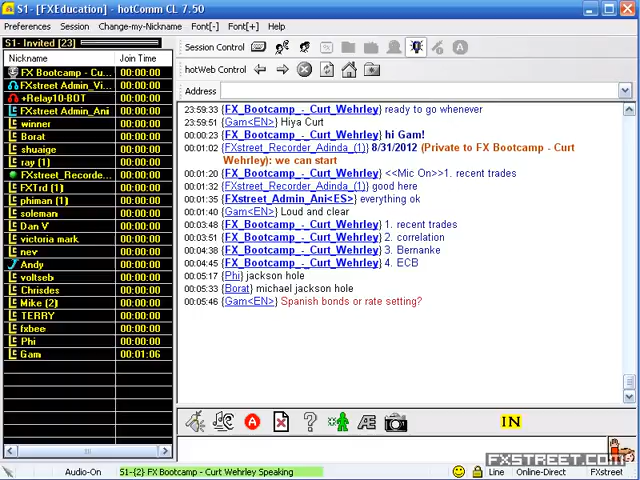 S1- [FXEducation] - hotComm CL 7.50
Preferences Session Change-my-Nickname Font[-] Font[+] Help
S1- Invited [23]
Nickname Join Time
FX Bootcamp - Cu... 00:00:00
FXstreet Admin_Vi... 00:00:00
+Relay10-BOT 00:00:00
FXstreet Admin_Ani 00:00:00
winner 00:00:00
Borat 00:00:00
shuaige 00:00:00
ray (1) 00:00:00
FXstreet_Recorde... 00:00:00
FXTrd (1) 00:00:00
phiman (1) 00:00:00
soleman 00:00:00
Dan V 00:00:00
victoria mark 00:00:00
nev 00:00:00
Andy 00:00:00
voltseb 00:00:00
Chrisdes 00:00:00
Mike (2) 00:00:00
TERRY 00:00:00
fxbee 00:00:00
Phi 00:00:00
Gam 00:01:06
Session Control
hotWeb Control
Address
23:59:33 {FX_Bootcamp_-_Curt_Wehrley} ready to go whenever
23:59:51 {Gam<EN>} Hiya Curt
00:00:23 {FX_Bootcamp_-_Curt_Wehrley} hi Gam!
00:01:02 {FXstreet_Recorder_Adinda_(1)} 8/31/2012 (Private to FX Bootcamp - Curt
Wehrley): we can start
00:01:20 {FX_Bootcamp_-_Curt_Wehrley} <<Mic On>>1. recent trades
00:01:32 {FXstreet_Recorder_Adinda_(1)} good here
00:01:35 {FXstreet_Admin_Ani<ES>} everything ok
00:01:40 {Gam<EN>} Loud and clear
00:03:48 {FX_Bootcamp_-_Curt_Wehrley} 1. recent trades
00:03:51 {FX_Bootcamp_-_Curt_Wehrley} 2. correlation
00:04:08 {FX_Bootcamp_-_Curt_Wehrley} 3. Bernanke
00:04:45 {FX_Bootcamp_-_Curt_Wehrley} 4. ECB
00:05:17 {Phi} jackson hole
00:05:33 {Borat} michael jackson hole
00:05:46 {Gam<EN>} Spanish bonds or rate setting?
IN
FXSTREET.COM
Audio-On S1-{2} FX Bootcamp - Curt Wehrley Speaking Line Online-Direct FXstreet